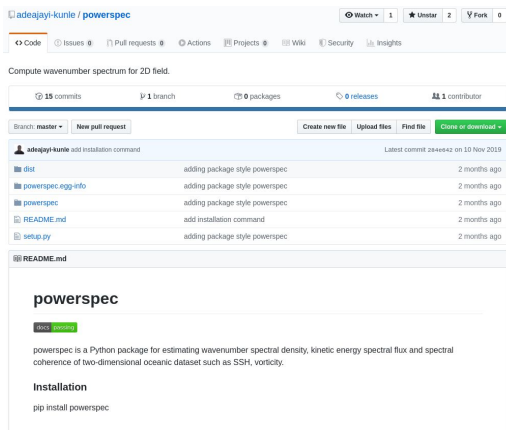 adeajayi-kunle / powerspec
Watch 1 Unstar 2 Fork 0
Code Issues 0 Pull requests 0 Actions Projects 0 Wiki Security Insights
Compute wavenumber spectrum for 2D field.
15 commits 1 branch 0 packages 0 releases 1 contributor
Branch: master New pull request Create new file Upload files Find file Clone or download
adeajayi-kunle add installation command Latest commit 284e642 on 10 Nov 2019
dist adding package style powerspec 2 months ago
powerspec.egg-info adding package style powerspec 2 months ago
powerspec adding package style powerspec 2 months ago
README.md add installation command 2 months ago
setup.py adding package style powerspec 2 months ago
README.md
powerspec
docs passing
powerspec is a Python package for estimating wavenumber spectral density, kinetic energy spectral flux and spectral
coherence of two-dimensional oceanic dataset such as SSH, vorticity.
Installation
pip install powerspec